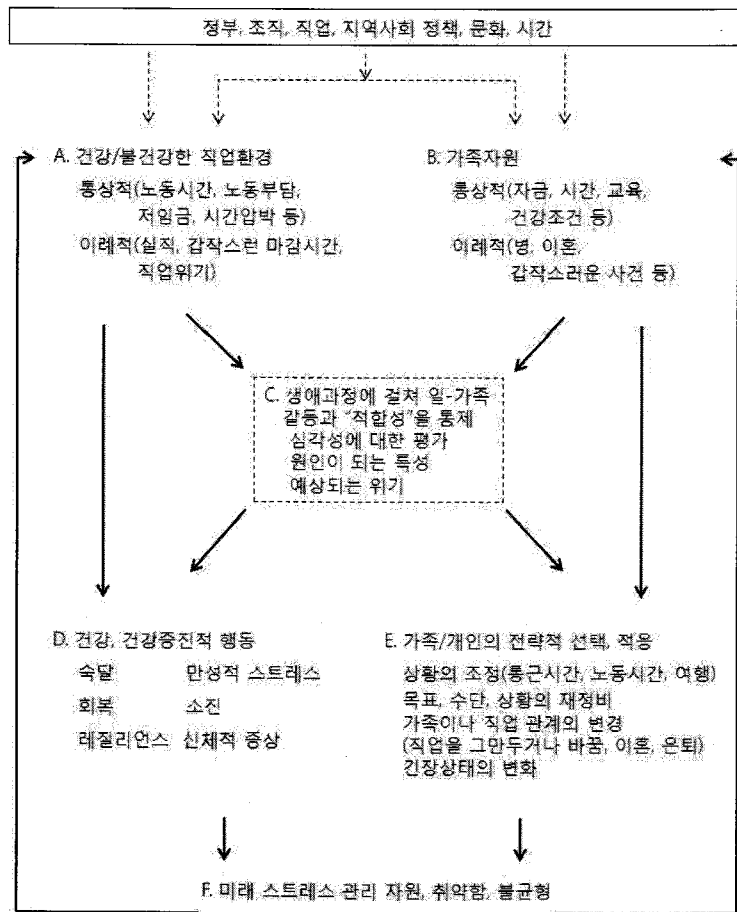 정부, 조직, 직업, 지역사회 정책, 문화, 시간
A. 건강/불건강한 직업환경
통상적(노동시간, 노동부담,
저임금, 시간압박 등)
이례적(실직, 갑작스런 마감시간,
직업위기)
B. 가족자원
통상적(자금, 시간, 교육,
건강조건 등)
이례적(병, 이혼,
갑작스러운 사건 등)
C. 생애과정에 걸쳐 일-가족
갈등과 "적합성"을 통제
심각성에 대한 평가
원인이 되는 특성
예상되는 위기
D. 건강, 건강증진적 행동
숙달 만성적 스트레스
회복 소진
레질리언스 신체적 증상
E. 가족/개인의 전략적 선택, 적응
상황의 조정(통근시간, 노동시간, 여행)
목표, 수단, 상황의 재정비
가족이나 직업 관계의 변경
(직업을 그만두거나 바꿈, 이혼, 은퇴)
긴장상태의 변화
F. 미래 스트레스 관리 자원, 취약함, 불균형